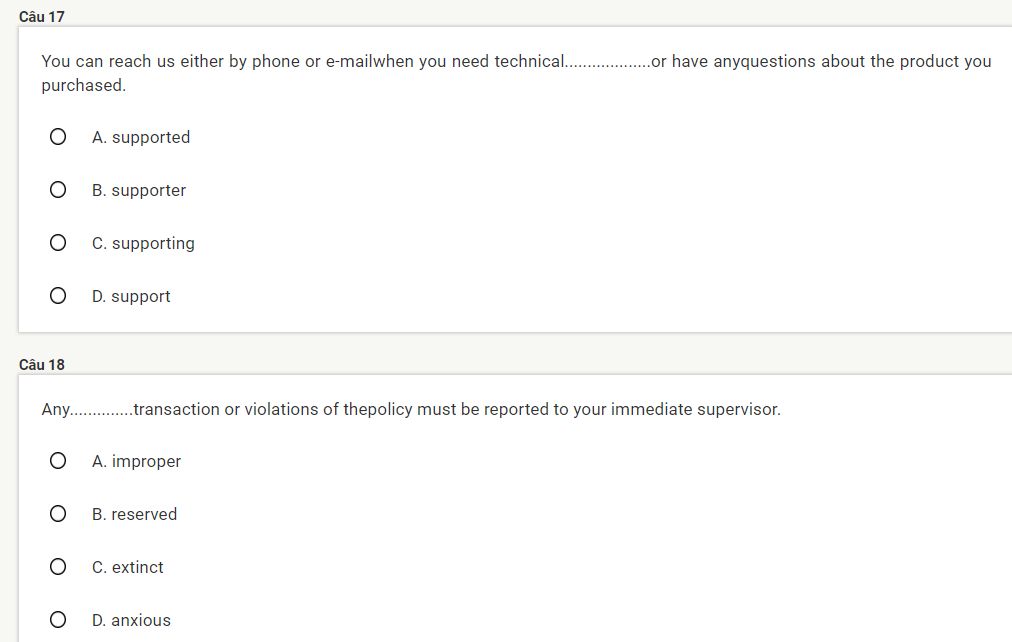 Câu 17
You can reach us either by phone or e-mailwhen you need technical...................or have anyquestions about the product you
purchased.
A. supported
B. supporter
C. supporting
D. support
Câu 18
Any..............transaction or violations of thepolicy must be reported to your immediate supervisor.
A. improper
B. reserved
C. extinct
D. anxious